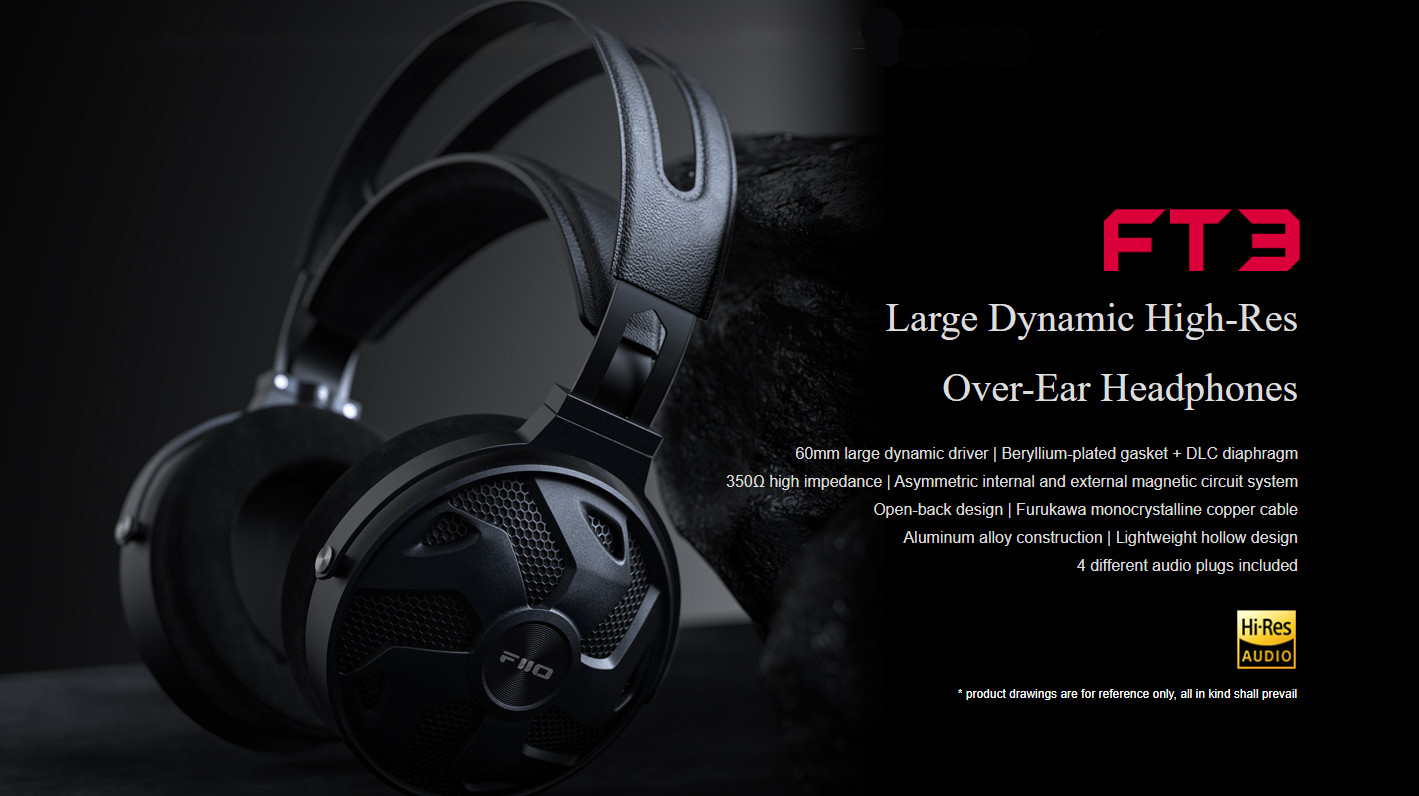 FT3
Large Dynamic High-Res
Over-Ear Headphones
60mm large dynamic driver | Beryllium-plated gasket + DLC diaphragm
350Ω high impedance | Asymmetric internal and external magnetic circuit system
Open-back design | Furukawa monocrystalline copper cable
Aluminum alloy construction | Lightweight hollow design
4 different audio plugs included
FIIO
Hi-Res
AUDIO
* product drawings are for reference only, all in kind shall prevail